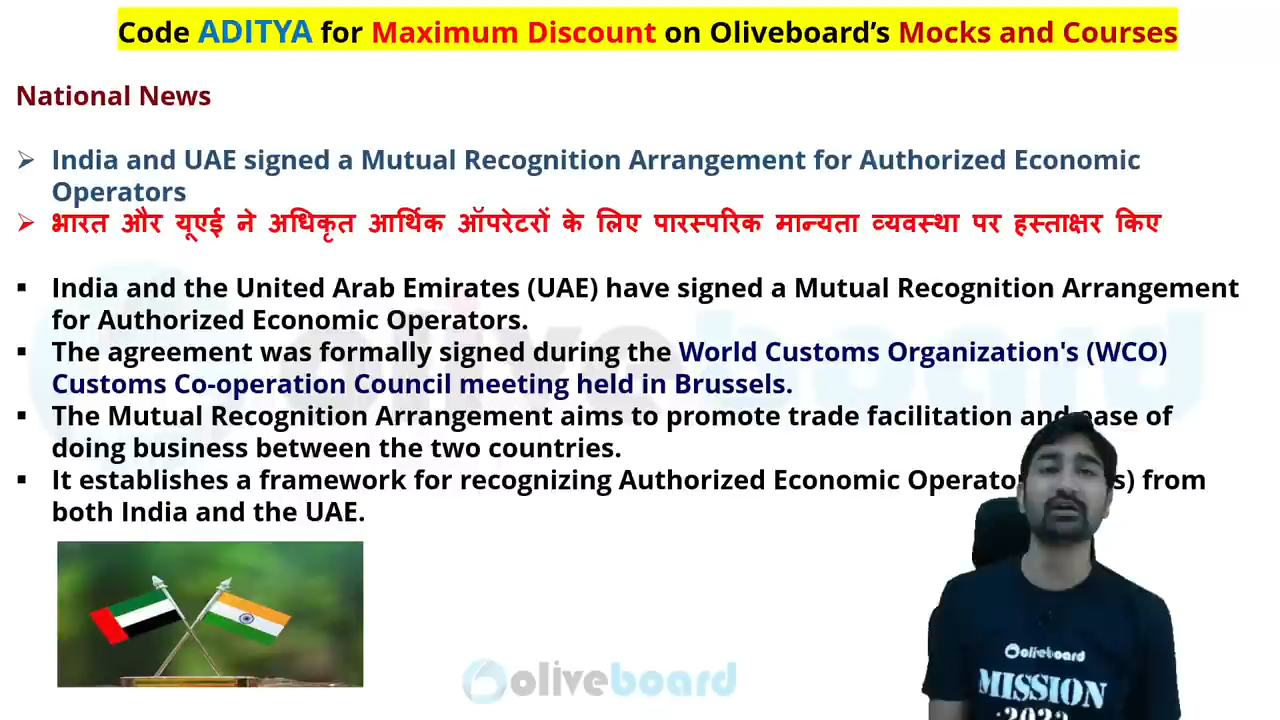 Code ADITYA for Maximum Discount on Oliveboard’s Mocks and Courses
National News
➢ India and UAE signed a Mutual Recognition Arrangement for Authorized Economic
Operators
➢ भारत और यूएई ने अधिकृत आर्थिक ऑपरेटरों के लिए पारस्परिक मान्यता व्यवस्था पर हस्ताक्षर किए
▪ India and the United Arab Emirates (UAE) have signed a Mutual Recognition Arrangement
for Authorized Economic Operators.
▪ The agreement was formally signed during the World Customs Organization's (WCO)
Customs Co-operation Council meeting held in Brussels.
▪ The Mutual Recognition Arrangement aims to promote trade facilitation and ease of
doing business between the two countries.
▪ It establishes a framework for recognizing Authorized Economic from
both India and the UAE.
oliveboard
oliveboard
oliveboard
MISSION